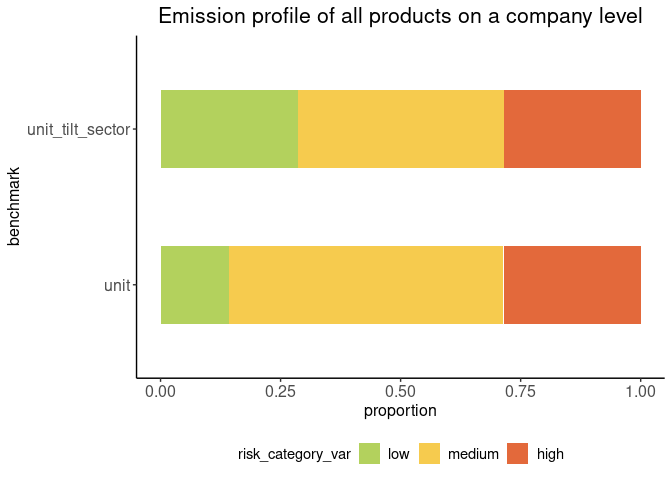 Emission profile of all products on a company level
benchmark
unit_tilt_sector
unit
0.00 0.25 0.50 0.75 1.00
proportion
risk_category_var low medium high